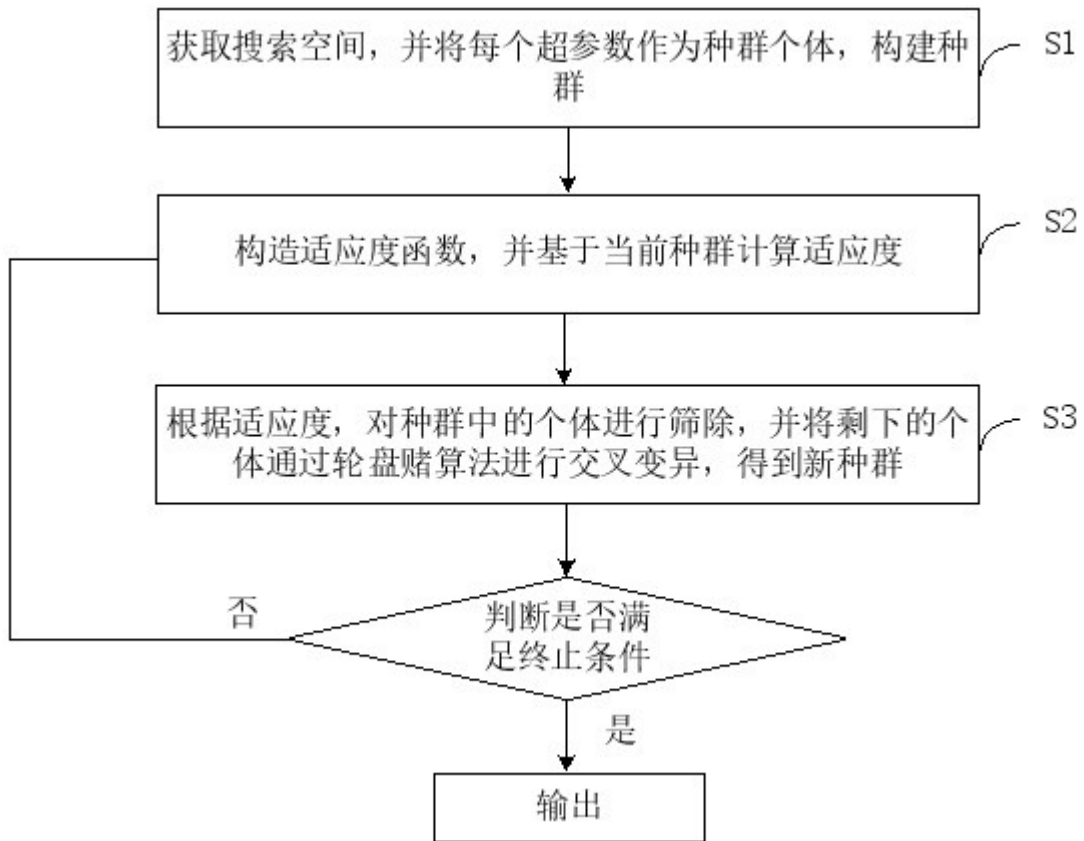 获取搜索空间，并将每个超参数作为种群个体，构建种
群
S1
构造适应度函数，并基于当前种群计算适应度
S2
根据适应度，对种群中的个体进行筛除，并将剩下的个
体通过轮盘赌算法进行交叉变异，得到新种群
S3
判断是否满
足终止条件
否
是
输出